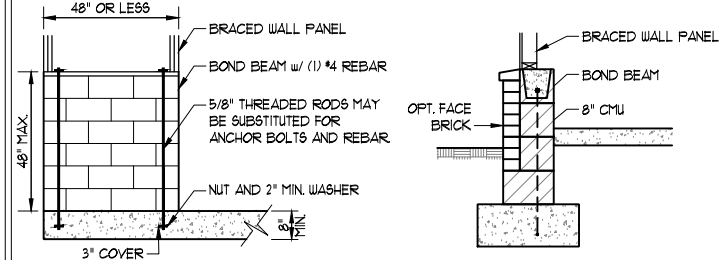 48" OR LESS
BRACED WALL PANEL
BOND BEAM w/ (1) #4 REBAR
5/8" THREADED RODS MAY
BE SUBSTITUTED FOR
ANCHOR BOLTS AND REBAR.
48" MAX.
NUT AND 2" MIN. WASHER
8"
MIN.
3" COVER
BRACED WALL PANEL
BOND BEAM
8" CMU
OPT. FACE
BRICK